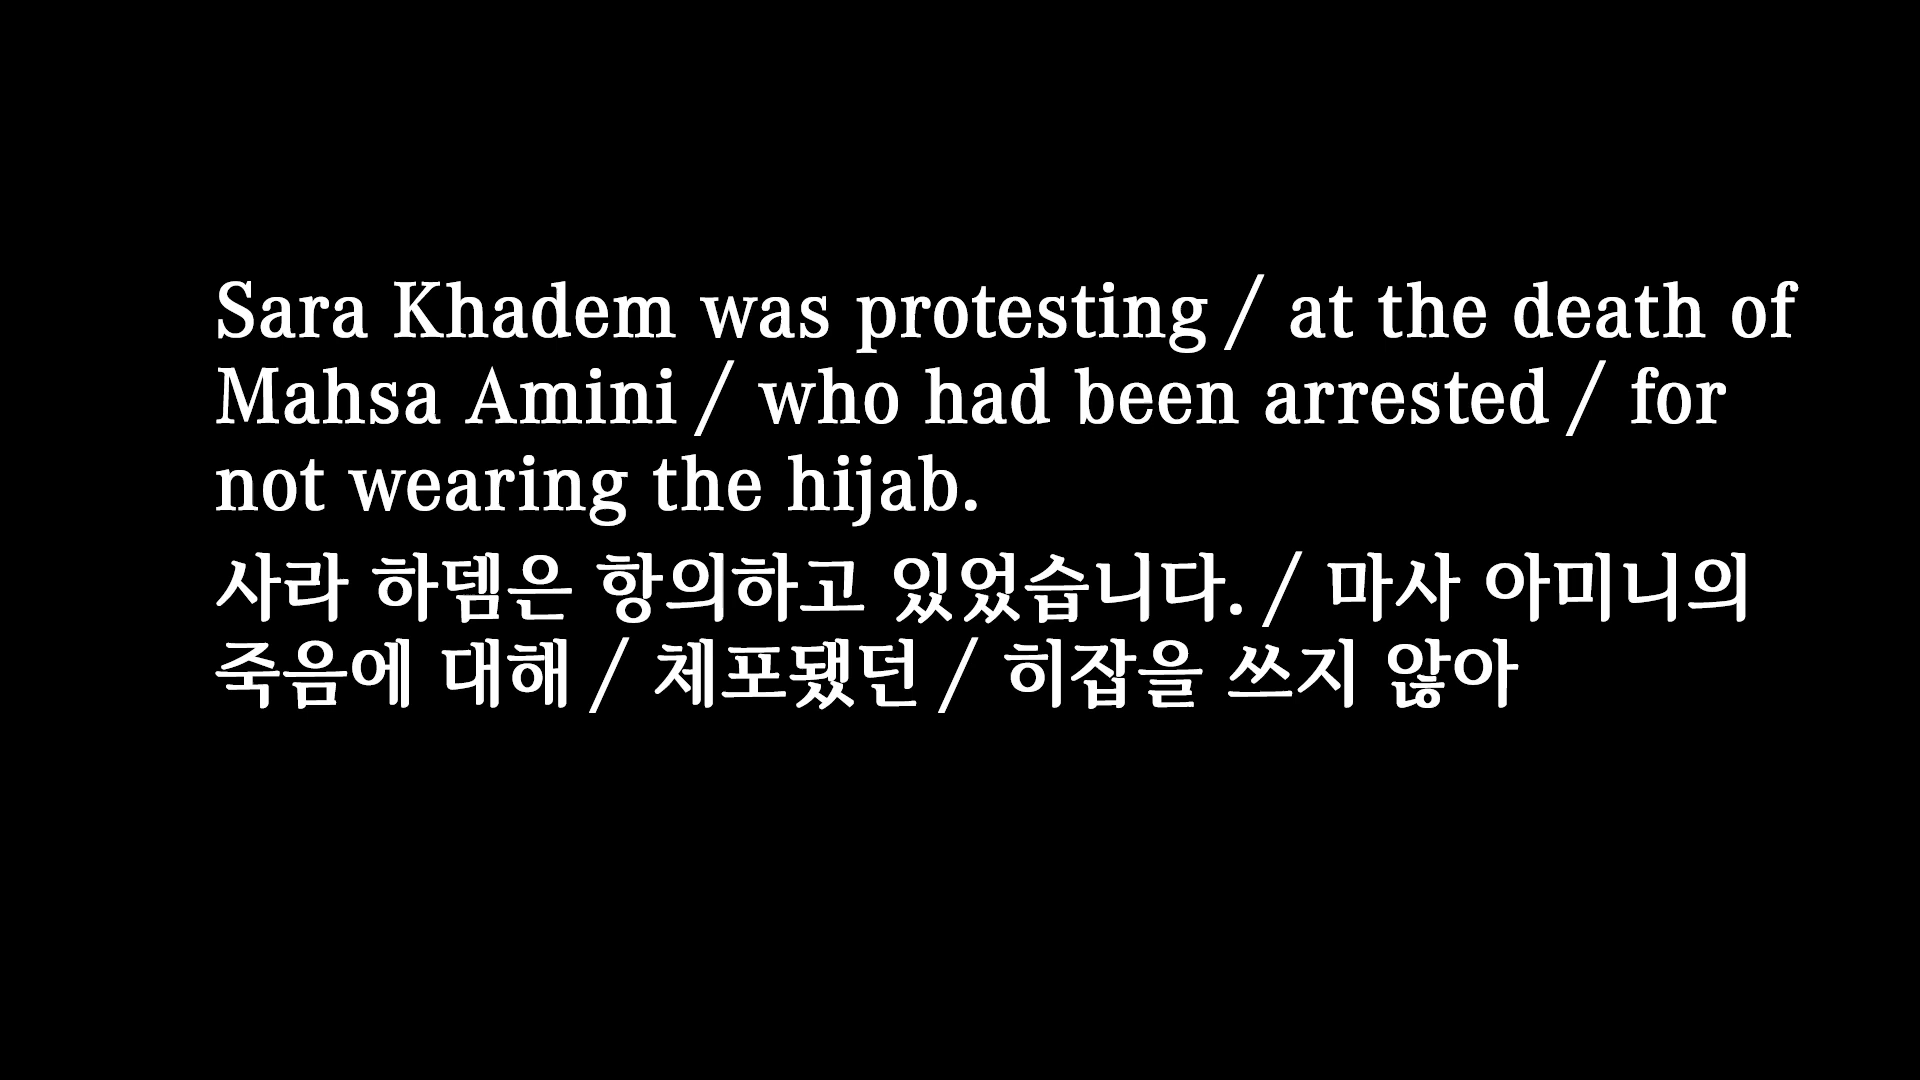 Sara Khadem was protesting / at the death of
Mahsa Amini / who had been arrested / for
not wearing the hijab.
사라 하뎀은 항의하고 있었습니다. / 마사 아미니의
죽음에 대해 / 체포됐던 / 히잡을 쓰지 않아